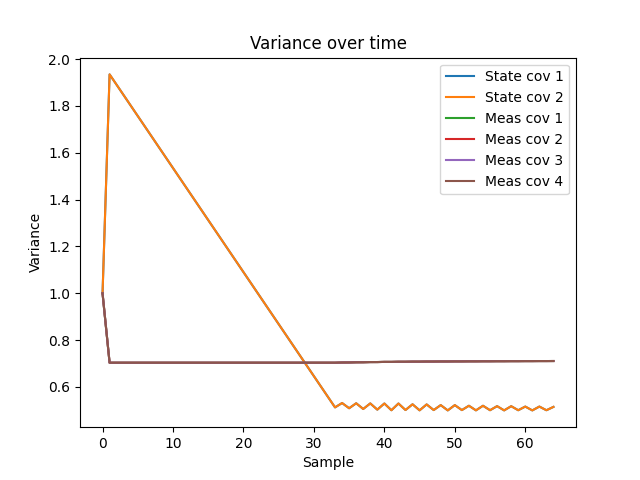 Variance over time
State cov 1
State cov 2
Meas cov 1
Meas cov 2
Meas cov 3
Meas cov 4
Variance
2.0
1.8
1.6
1.4
1.2
1.0
0.8
0.6
0 10 20 30 40 50 60
Sample